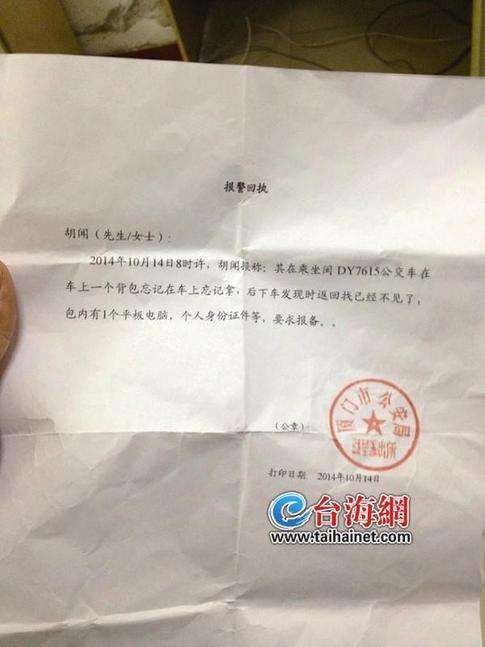 报警回执
胡闻（先生/女士）：
2014年10月14日8时许，胡闻报称：其在乘坐闽 DY7615公交车在
车上一个背包忘记在车上忘记拿，后下车发现时返回找已经不见了，
包内有1个平板电脑，个人身份证件等，要求报备。。
（公章）
厦门市公安局
打印日期 2014年10月14日
台海網
www.taihainet.com